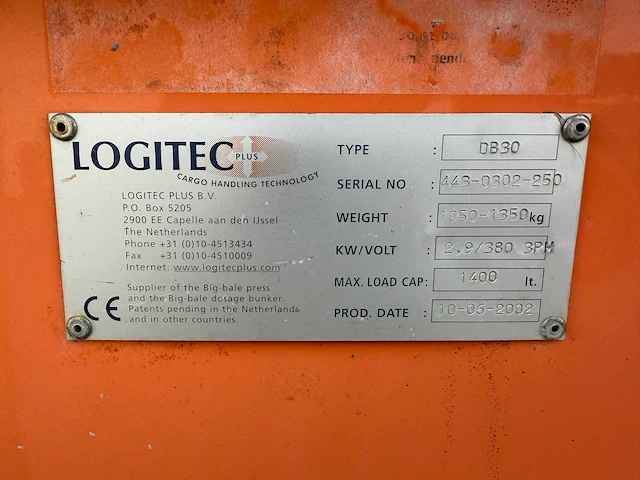 LOGITEC PLUS
CARGO HANDLING TECHNOLOGY
LOGITEC PLUS B.V.
P.O. Box 5205
2900 EE Capelle aan den IJssel
The Netherlands
Phone +31 (0)10-4513434
Fax +31 (0)10-4510009
Internet: www.logitecplus.com
CE
Supplier of the Big-bale press
and the Big-bale dosage bunker.
Patents pending in the Netherlands
and in other countries.
TYPE : DB30
SERIAL NO : 443-0302-250
WEIGHT : 1050-1350kg
KW/VOLT : 2.9/380 3PH
MAX. LOAD CAP: 1400 lt.
PROD. DATE : 10-06-2002